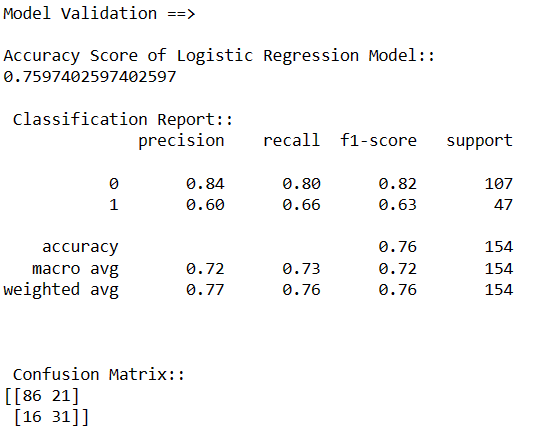 Model Validation ==>
Accuracy Score of Logistic Regression Model::
0.7597402597402597
Classification Report::
precision recall f1-score support
0 0.84 0.80 0.82 107
1 0.60 0.66 0.63 47
accuracy 0.76 154
macro avg 0.72 0.73 0.72 154
weighted avg 0.77 0.76 0.76 154
Confusion Matrix::
[[86 21]
[16 31]]